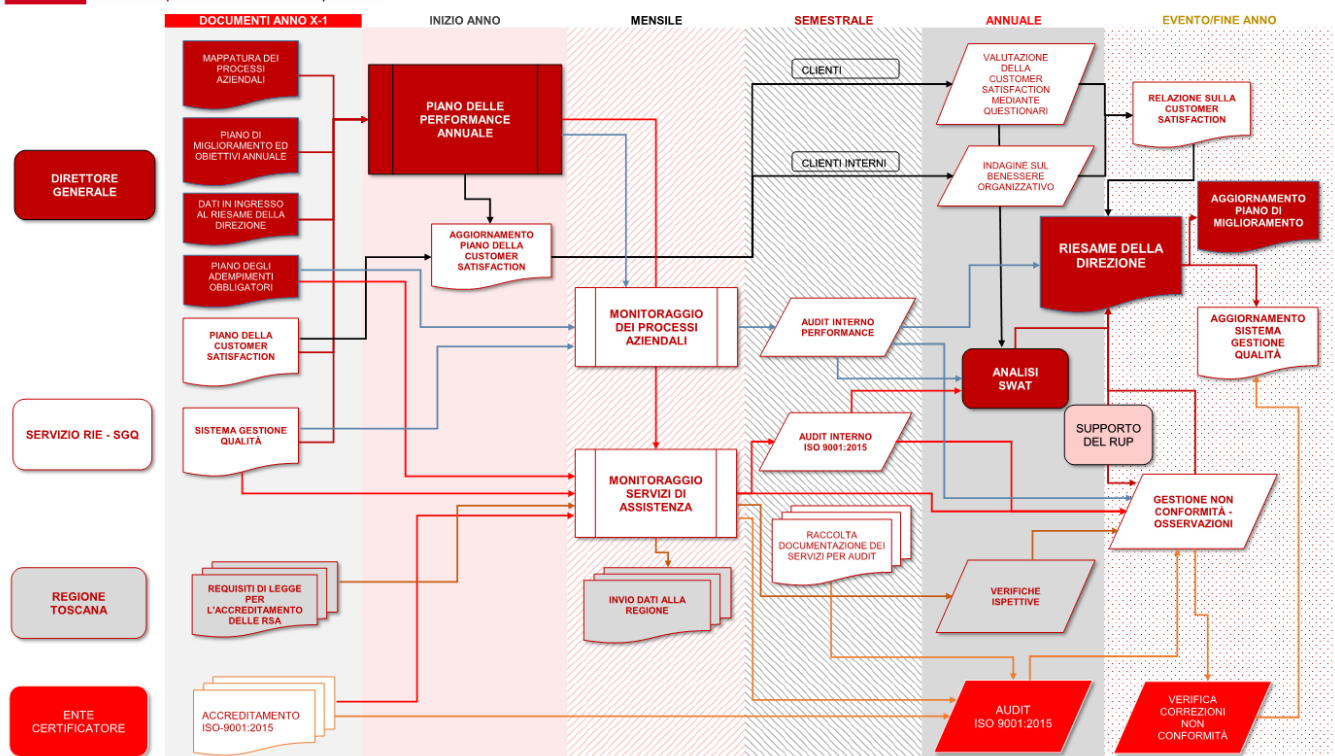 DOCUMENTI ANNO X-1
INIZIO ANNO
MENSILE
SEMESTRALE
ANNUALE
EVENTO/FINE ANNO
DIRETTORE
GENERALE
SERVIZIO RIE - SGQ
REGIONE
TOSCANA
ENTE
CERTIFICATORE
MAPPATURA DEI
PROCESSI
AZIENDALI
PIANO DI
MIGLIORAMENTO ED
OBIETTIVI ANNUALE
DATI IN INGRESSO
AL RIESAME DELLA
DIREZIONE
PIANO DEGLI
ADEMPIMENTI
OBBLIGATORI
PIANO DELLA
CUSTOMER
SATISFACTION
SISTEMA GESTIONE
QUALITÀ
REQUISITI DI LEGGE
PER
L'ACCREDITAMENTO
DELLE RSA
ACCREDITAMENTO
ISO-9001:2015
PIANO DELLE
PERFORMANCE
ANNUALE
AGGIORNAMENTO
PIANO DELLA
CUSTOMER
SATISFACTION
MONITORAGGIO
DEI PROCESSI
AZIENDALI
MONITORAGGIO
SERVIZI DI
ASSISTENZA
INVIO DATI ALLA
REGIONE
CLIENTI
CLIENTI INTERNI
AUDIT INTERNO
PERFORMANCE
AUDIT INTERNO
ISO 9001:2015
RACCOLTA
DOCUMENTAZIONE DEI
SERVIZI PER AUDIT
VALUTAZIONE
DELLA
CUSTOMER
SATISFACTION
MEDIANTE
QUESTIONARI
INDAGINE SUL
BENESSERE
ORGANIZZATIVO
ANALISI
SWAT
VERIFICHE
ISPETTIVE
AUDIT
ISO 9001:2015
RELAZIONE SULLA
CUSTOMER
SATISFACTION
RIESAME DELLA
DIREZIONE
AGGIORNAMENTO
PIANO DI
MIGLIORAMENTO
AGGIORNAMENTO
SISTEMA
GESTIONE
QUALITÀ
SUPPORTO
DEL RUP
GESTIONE NON
CONFORMITÀ -
OSSERVAZIONI
VERIFICA
CORREZIONI
NON
CONFORMITÀ